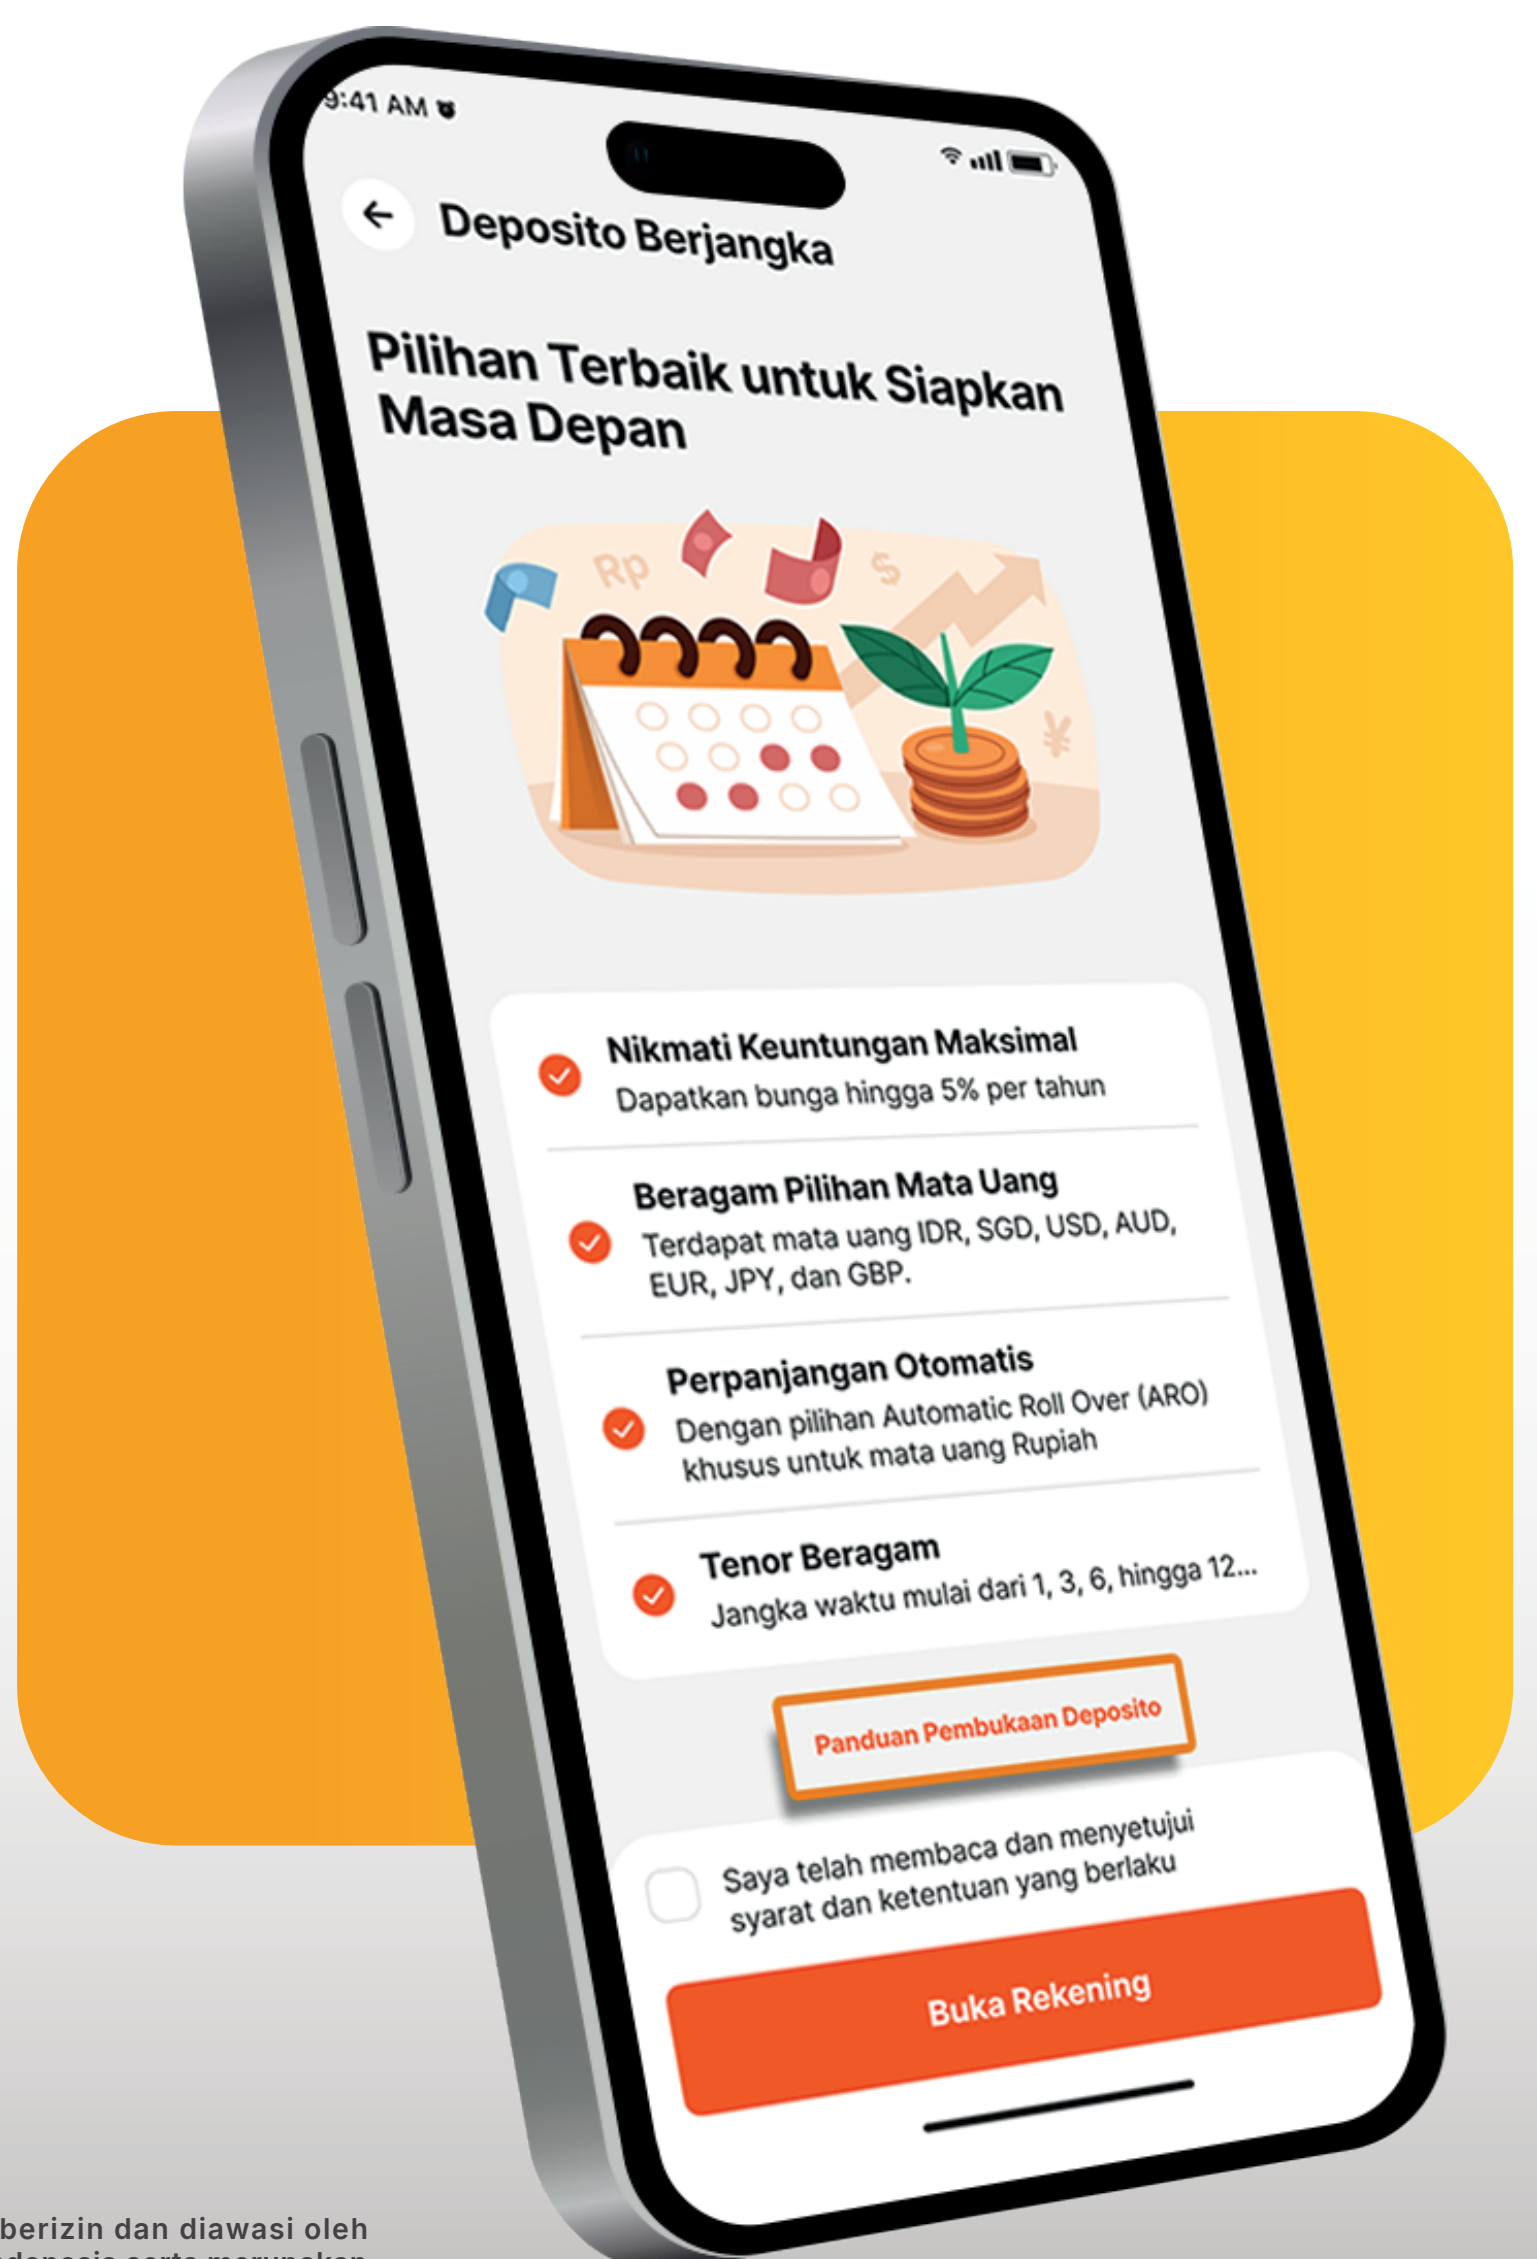 9:41 AM
Deposito Berjangka
Pilihan Terbaik untuk Siapkan
Masa Depan
Rp
$
¥
Nikmati Keuntungan Maksimal
Dapatkan bunga hingga 5% per tahun
Beragam Pilihan Mata Uang
Terdapat mata uang IDR, SGD, USD, AUD,
EUR, JPY, dan GBP.
Perpanjangan Otomatis
Dengan pilihan Automatic Roll Over (ARO)
khusus untuk mata uang Rupiah
Tenor Beragam
Jangka waktu mulai dari 1, 3, 6, hingga 12...
Panduan Pembukaan Deposito
Saya telah membaca dan menyetujui
syarat dan ketentuan yang berlaku
Buka Rekening
berizin dan diawasi oleh
serta merupakan